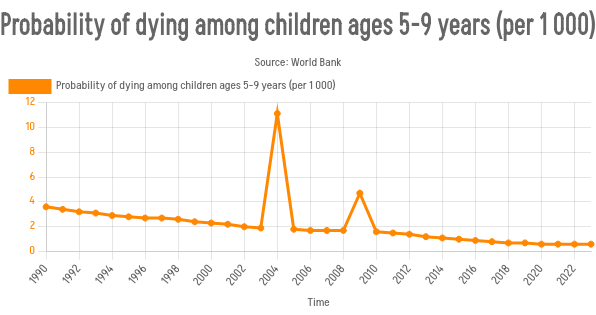 Probability of dying among children ages 5-9 years (per 1 000)
Source: World Bank
Probability of dying among children ages 5-9 years (per 1 000)
12
10
8
6
4
2
0
1990 1992 1994 1996 1998 2000 2002 2004 2006 2008 2010 2012 2014 2016 2018 2020 2022
Time